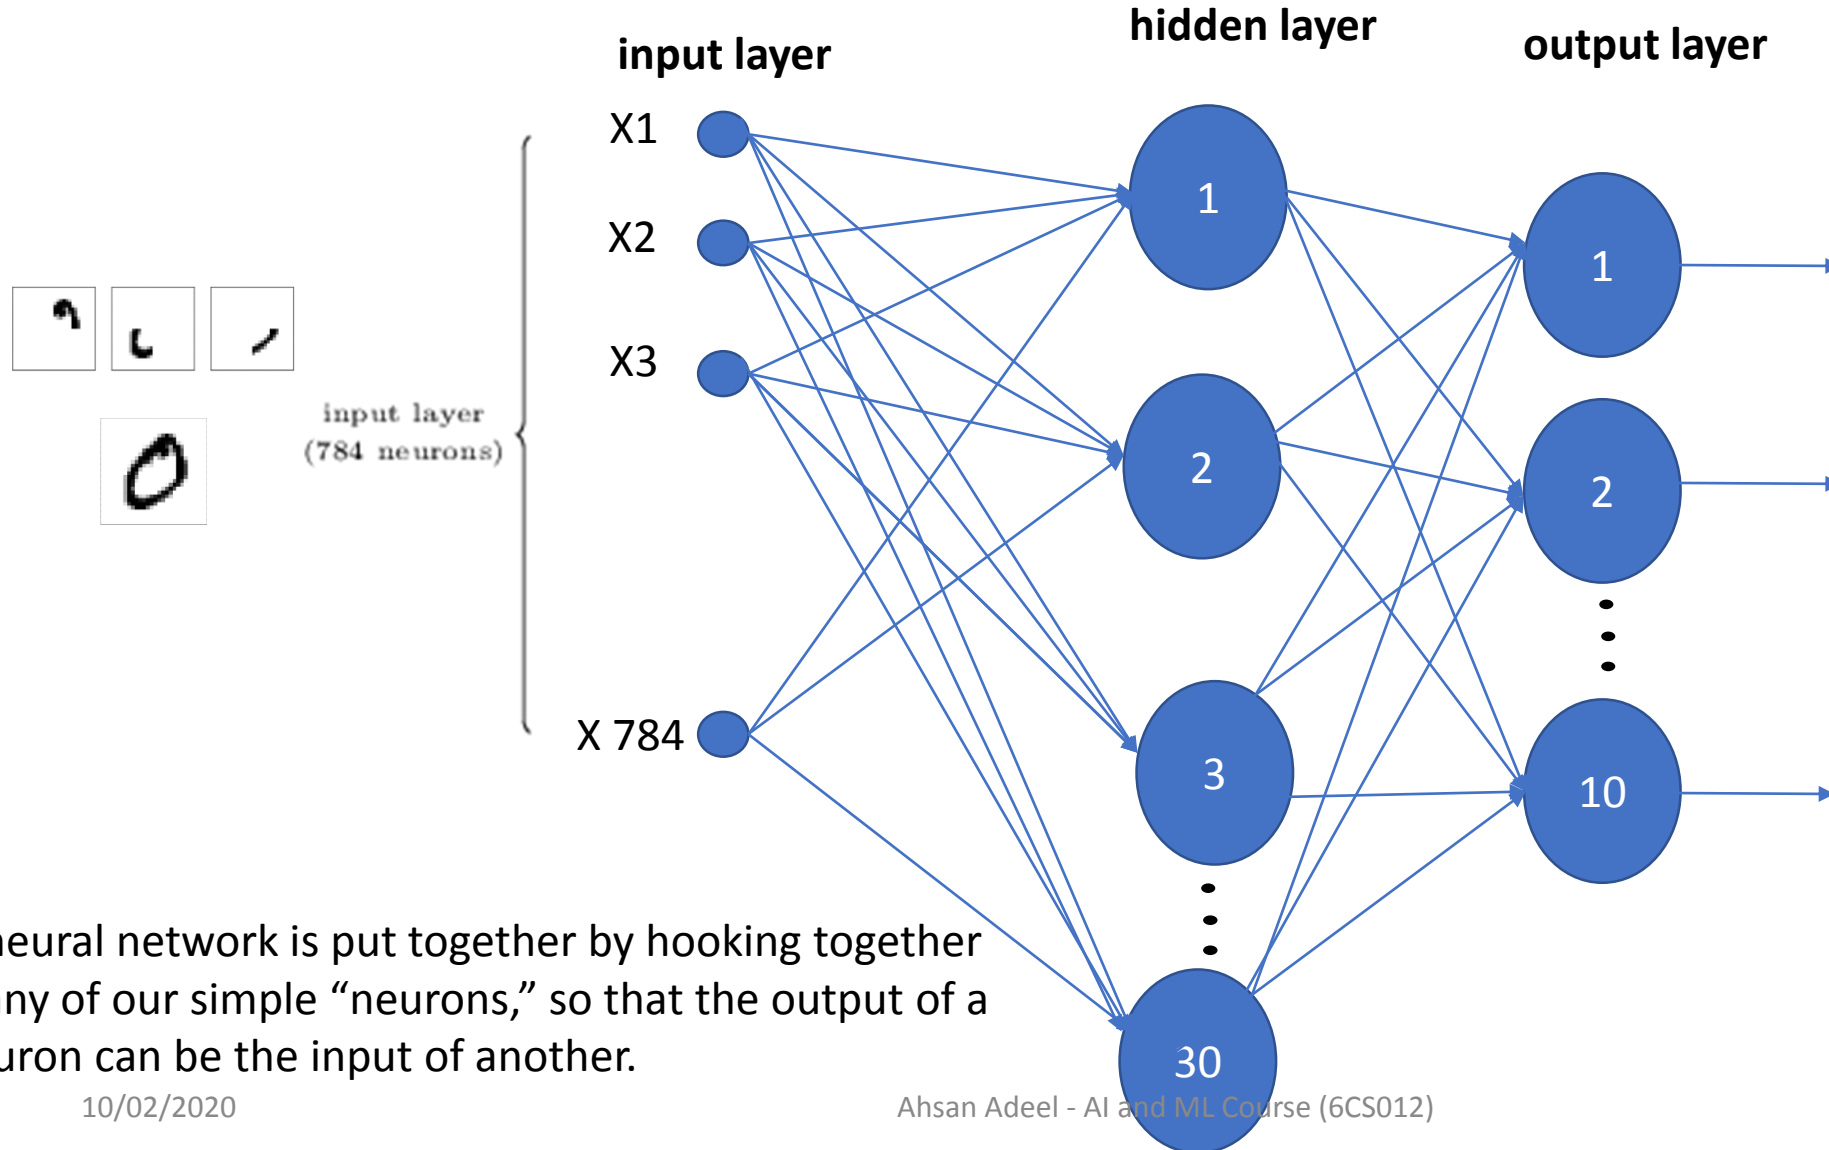 hidden layer
input layer
output layer
X1
X2
X3
X 784
input layer
(784 neurons)
1
2
3
30
1
2
10
neural network is put together by hooking together
any of our simple “neurons,” so that the output of a
uron can be the input of another.
10/02/2020
Ahsan Adeel - AI and ML Course (6CS012)